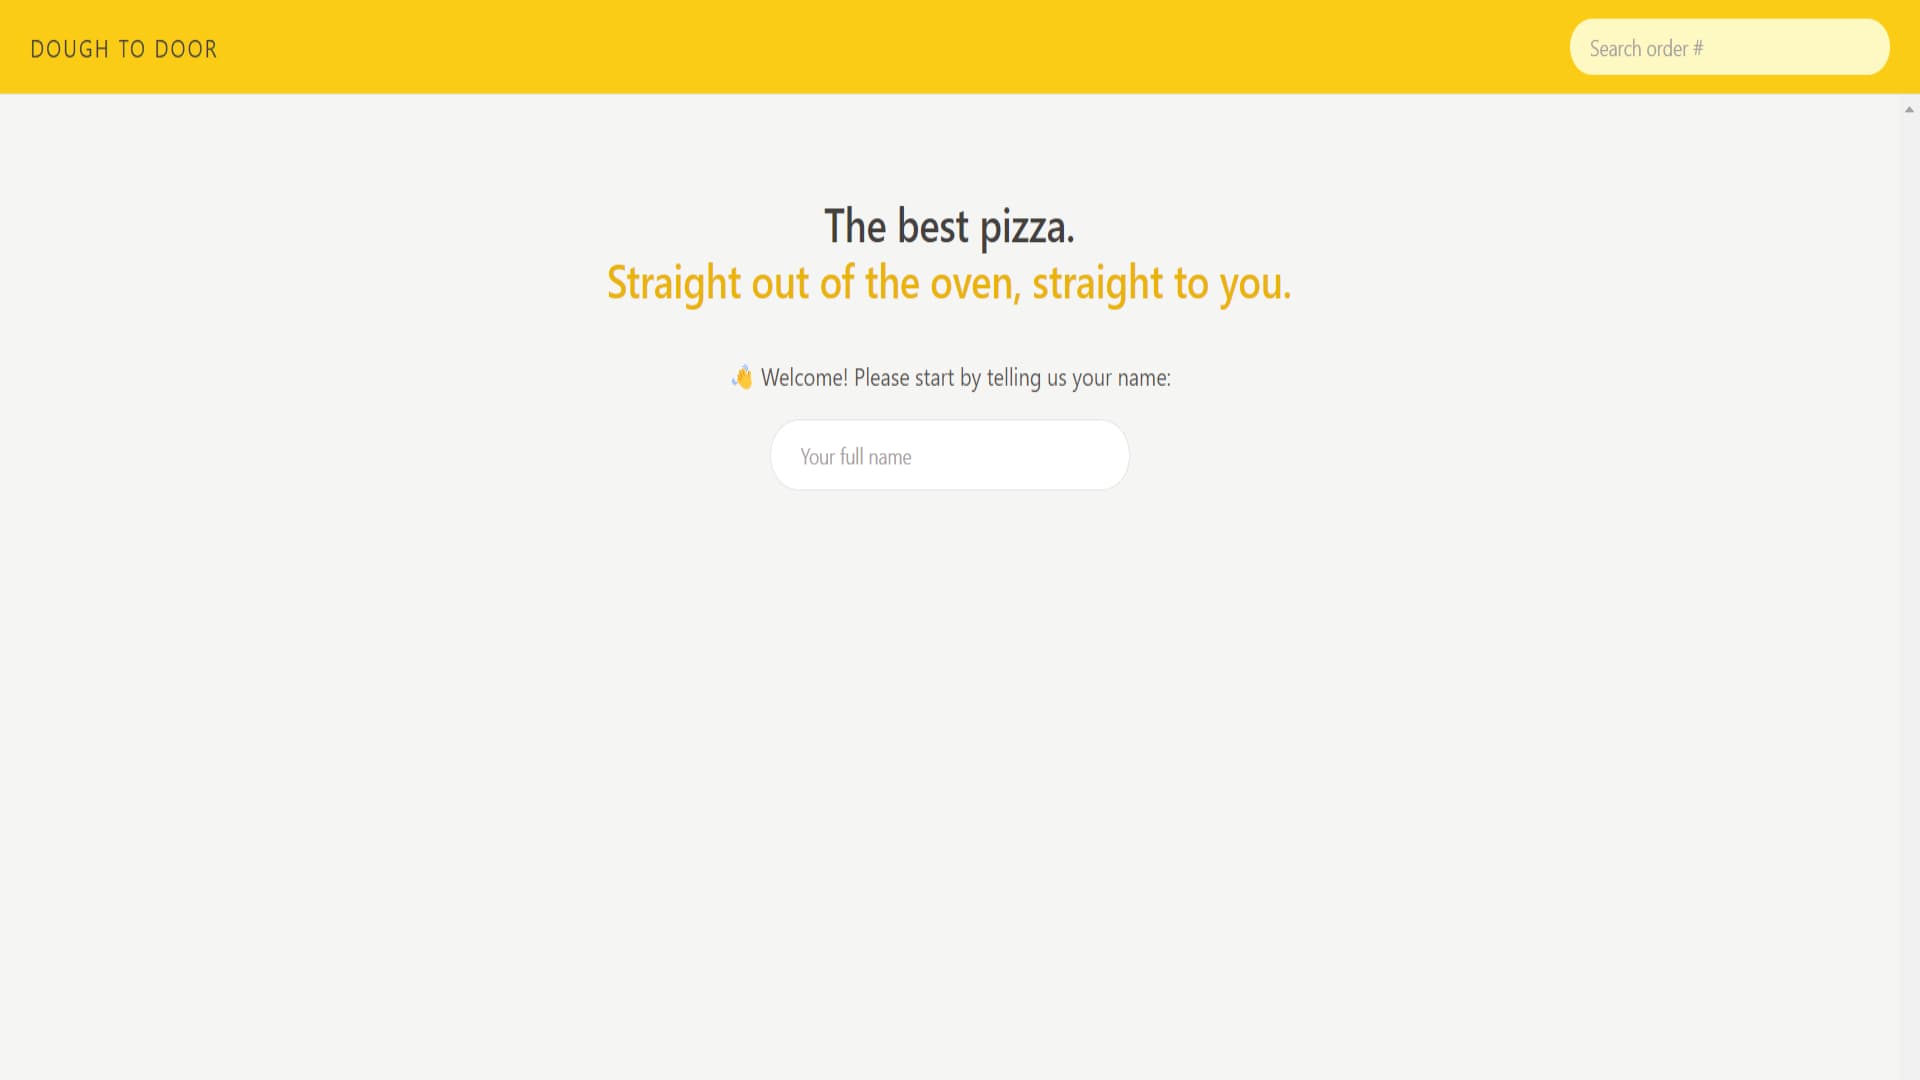 DOUGH TO DOOR
Search order #
The best pizza.
Straight out of the oven, straight to you.
👋 Welcome! Please start by telling us your name:
Your full name